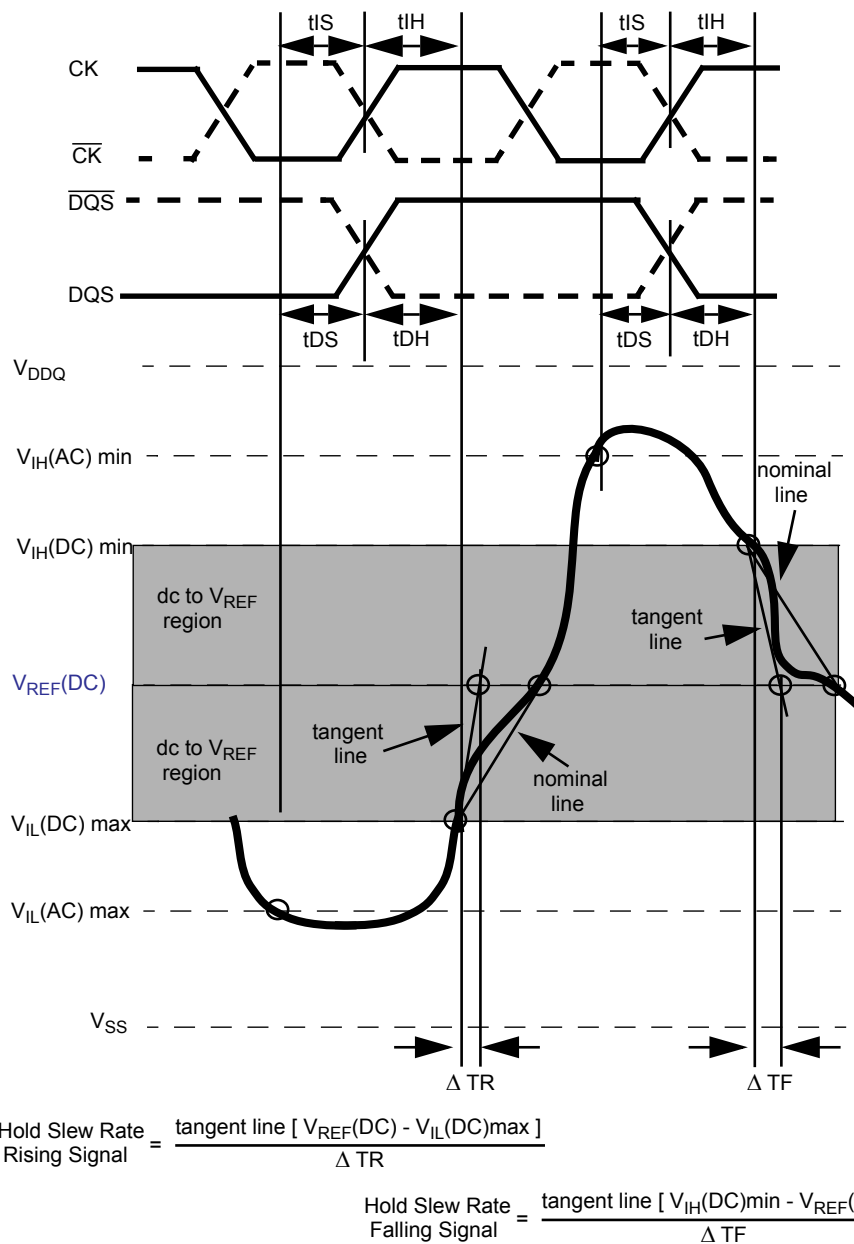 tIS tIH tIS tIH
CK
C̅K̅
D̅Q̅S̅
DQS
tDS tDH tDS tDH
VDDQ
VIH(AC) min
nominal
line
VIH(DC) min
dc to VREF
region
tangent
line
VREF(DC)
tangent
line
dc to VREF
region
nominal
line
VIL(DC) max
VIL(AC) max
VSS
Δ TR Δ TF
Hold Slew Rate
Rising Signal = tangent line [ VREF(DC) - VIL(DC)max ]
Δ TR
Hold Slew Rate
Falling Signal = tangent line [ VIH(DC)min - VREF(
Δ TF